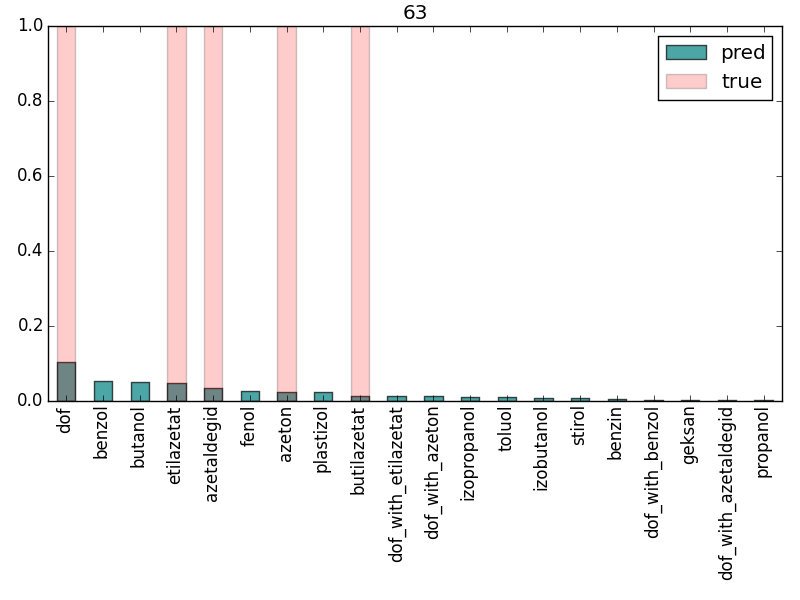 63
1.0
0.8
0.6
0.4
0.2
0.0
pred
true
dof
benzol
butanol
etilazetat
azetaldegid
fenol
azeton
plastizol
butilazetat
dof_with_etilazetat
dof_with_azeton
izopropanol
toluol
izobutanol
stirol
benzin
dof_with_benzol
geksan
dof_with_azetaldegid
propanol